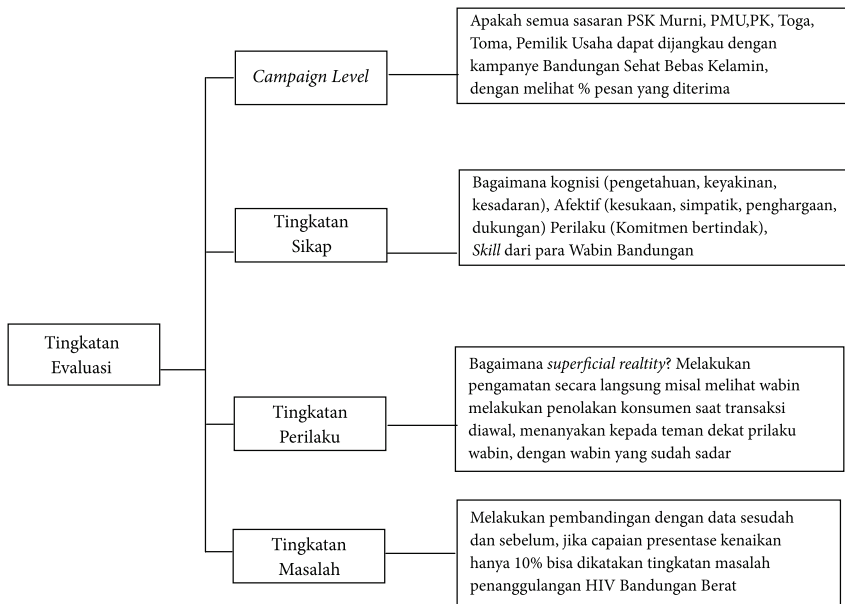 Tingkatan
Evaluasi
Campaign Level
Apakah semua sasaran PSK Murni, PMU,PK, Toga,
Toma, Pemilik Usaha dapat dijangkau dengan
kampanye Bandungan Sehat Bebas Kelamin,
dengan melihat % pesan yang diterima
Tingkatan
Sikap
Bagaimana kognisi (pengetahuan, keyakinan,
kesadaran), Afektif (kesukaan, simpatik, penghargaan,
dukungan) Perilaku (Komitmen bertindak),
Skill dari para Wabin Bandungan
Tingkatan
Perilaku
Bagaimana superficial realtity? Melakukan
pengamatan secara langsung misal melihat wabin
melakukan penolakan konsumen saat transaksi
diawal, menanyakan kepada teman dekat prilaku
wabin, dengan wabin yang sudah sadar
Tingkatan
Masalah
Melakukan pembandingan dengan data sesudah
dan sebelum, jika capaian presentase kenaikan
hanya 10% bisa dikatakan tingkatan masalah
penanggulangan HIV Bandungan Berat